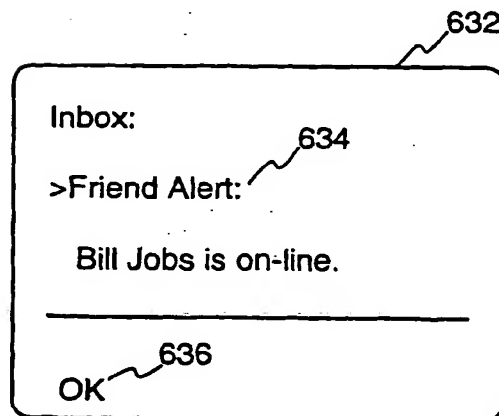 632
Inbox:
634
>Friend Alert:
Bill Jobs is on-line.
636
OK